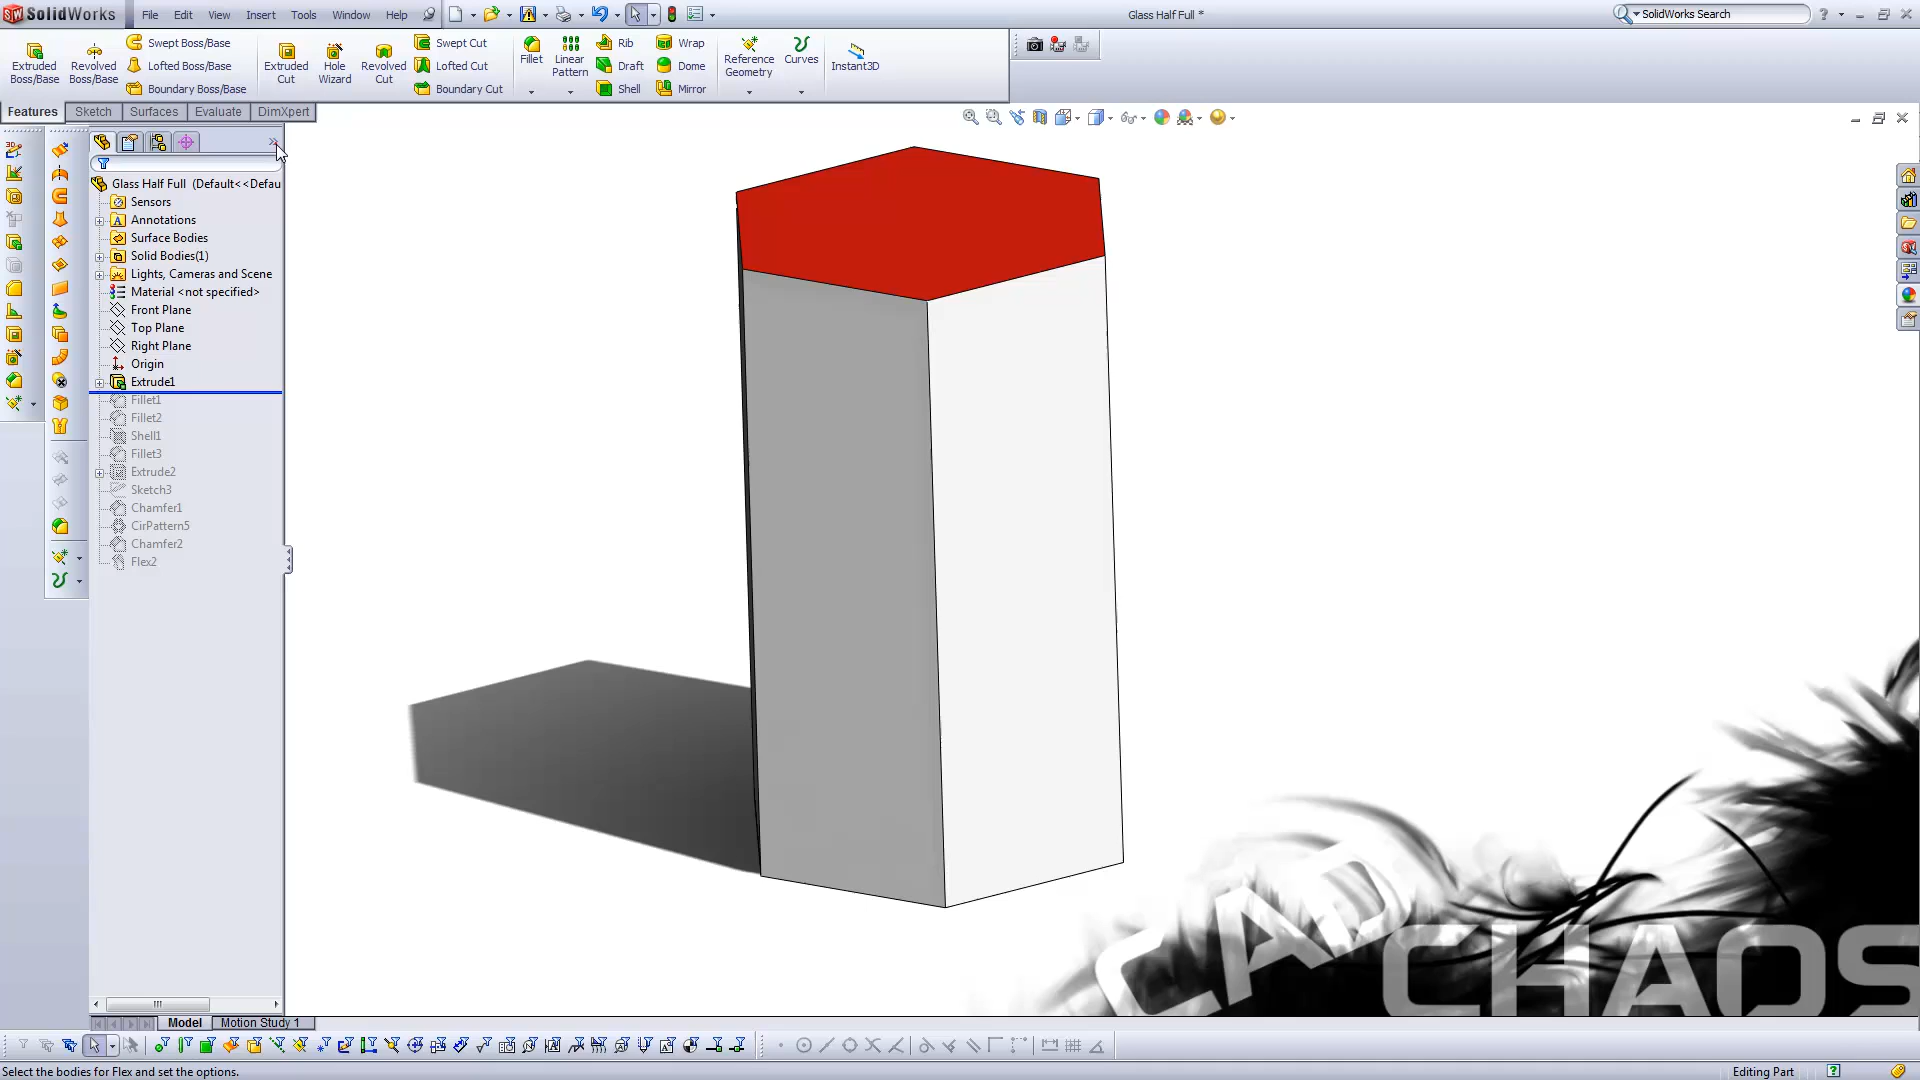 SolidWorks File Edit View Insert Tools Window Help Glass Half Full * SolidWorks Search
Extruded Boss/Base
Revolved Boss/Base
Swept Boss/Base
Lofted Boss/Base
Boundary Boss/Base
Extruded Cut
Hole Wizard
Revolved Cut
Swept Cut
Lofted Cut
Boundary Cut
Fillet
Linear Pattern
Rib
Draft
Shell
Wrap
Dome
Mirror
Reference Geometry
Curves
Instant3D
Features Sketch Surfaces Evaluate DimXpert
Glass Half Full (Default<<Defau
Sensors
Annotations
Surface Bodies
Solid Bodies(1)
Lights, Cameras and Scene
Material <not specified>
Front Plane
Top Plane
Right Plane
Origin
Extrude1
Fillet1
Fillet2
Shell1
Fillet3
Extrude2
Sketch3
Chamfer1
CirPattern5
Chamfer2
Flex2
CAD
CHAOS
Model Motion Study 1
Select the bodies for Flex and set the options. Editing Part